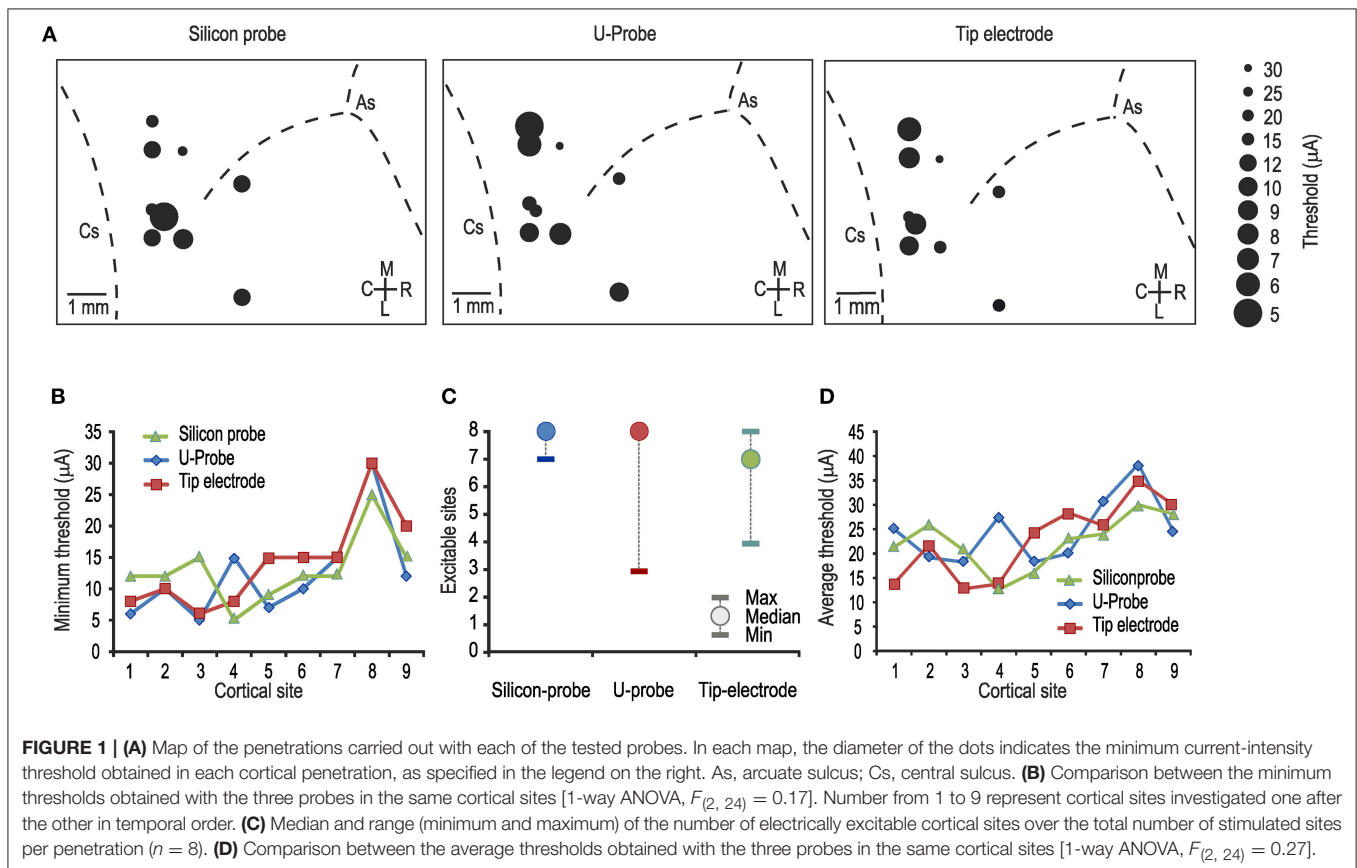 A
Silicon probe
U-Probe
Tip electrode
As
Cs
1 mm
M
C R
L
As
Cs
1 mm
M
C R
L
As
Cs
1 mm
M
C R
L
30
25
20
15
12
10
9
8
7
6
5
Threshold (μA)
B
35
30
25
20
15
10
5
0
Minimum threshold (μA)
Silicon probe
U-Probe
Tip electrode
1 2 3 4 5 6 7 8 9
Cortical site
C
8
7
6
5
4
3
2
1
0
Excitable sites
Max
Median
Min
Silicon-probe U-probe Tip-electrode
D
45
40
35
30
25
20
15
10
5
0
Average threshold (μA)
Siliconprobe
U-Probe
Tip electrode
1 2 3 4 5 6 7 8 9
Cortical site
FIGURE 1 | (A) Map of the penetrations carried out with each of the tested probes. In each map, the diameter of the dots indicates the minimum current-intensity
threshold obtained in each cortical penetration, as specified in the legend on the right. As, arcuate sulcus; Cs, central sulcus. (B) Comparison between the minimum
thresholds obtained with the three probes in the same cortical sites [1-way ANOVA, F(2, 24) = 0.17]. Number from 1 to 9 represent cortical sites investigated one after
the other in temporal order. (C) Median and range (minimum and maximum) of the number of electrically excitable cortical sites over the total number of stimulated sites
per penetration (n = 8). (D) Comparison between the average thresholds obtained with the three probes in the same cortical sites [1-way ANOVA, F(2, 24) = 0.27].